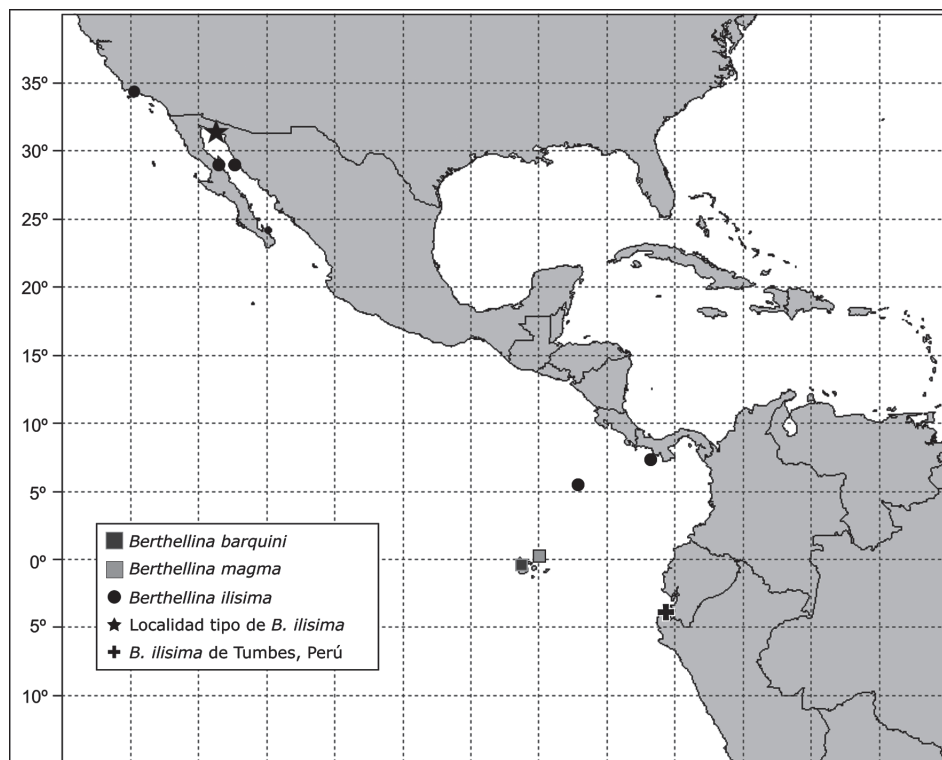 35º
30º
25º
20º
15º
10º
5º
0º
5º
10º
Berthellina barquini
Berthellina magma
Berthellina ilisima
Localidad tipo de B. ilisima
B. ilisima de Tumbes, Perú